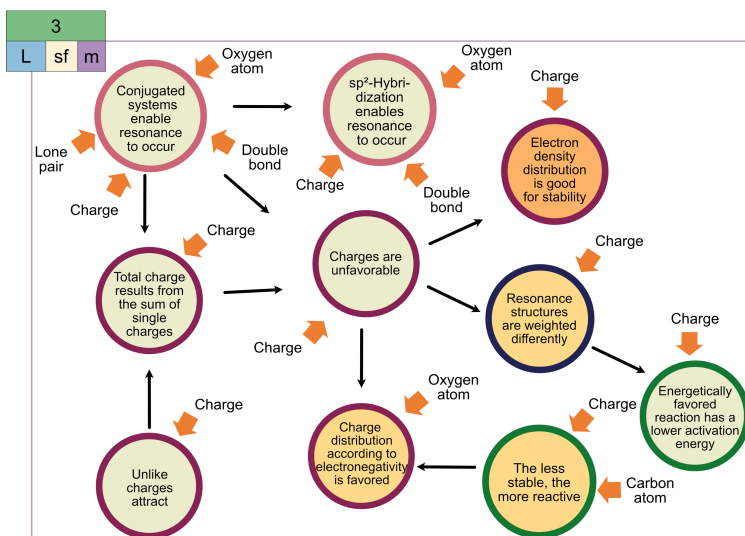 3
L sf m
Oxygen
atom
Conjugated
systems
enable
resonance
to occur
Lone
pair
Charge
Double
bond
Oxygen
atom
sp²-Hybri-
dization
enables
resonance
to occur
Charge
Double
bond
Charge
Electron
density
distribution
is good
for stability
Charge
Total charge
results from
the sum of
single
charges
Charges are
unfavorable
Charge
Charge
Resonance
structures
are weighted
differently
Charge
Energetically
favored
reaction has a
lower activation
energy
Charge
Unlike
charges
attract
Oxygen
atom
Charge
distribution
according to
electronegativity
is favored
Charge
The less
stable, the
more reactive
Carbon
atom